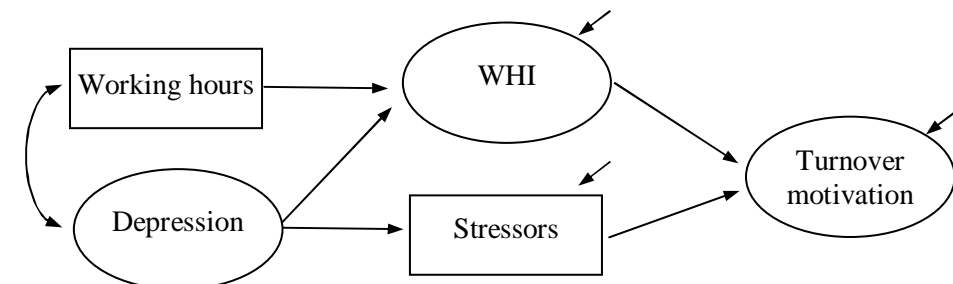 Working hours
WHI
Depression
Stressors
Turnover
motivation